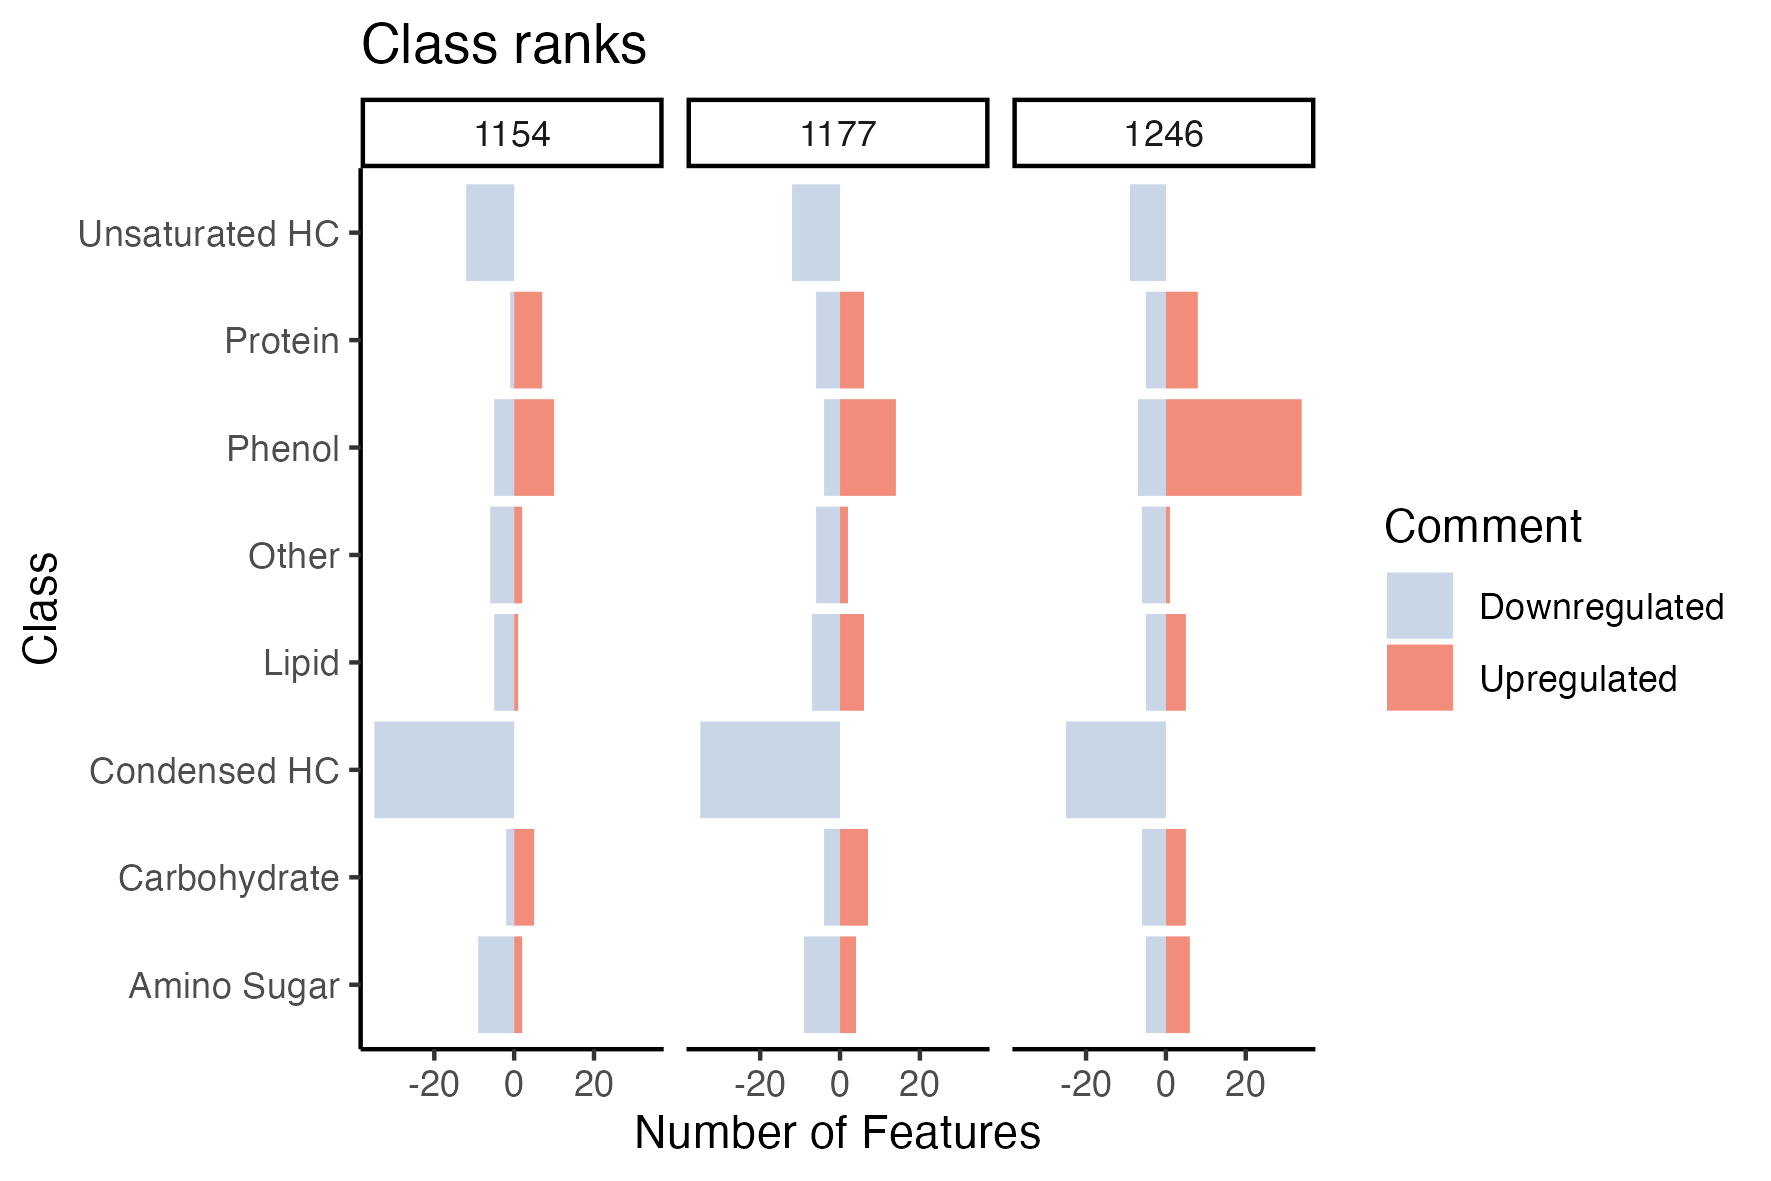 Class ranks
1154 1177 1246
Class
Unsaturated HC
Protein
Phenol
Other
Lipid
Condensed HC
Carbohydrate
Amino Sugar
-20 0 20 -20 0 20 -20 0 20
Number of Features
Comment
Downregulated
Upregulated